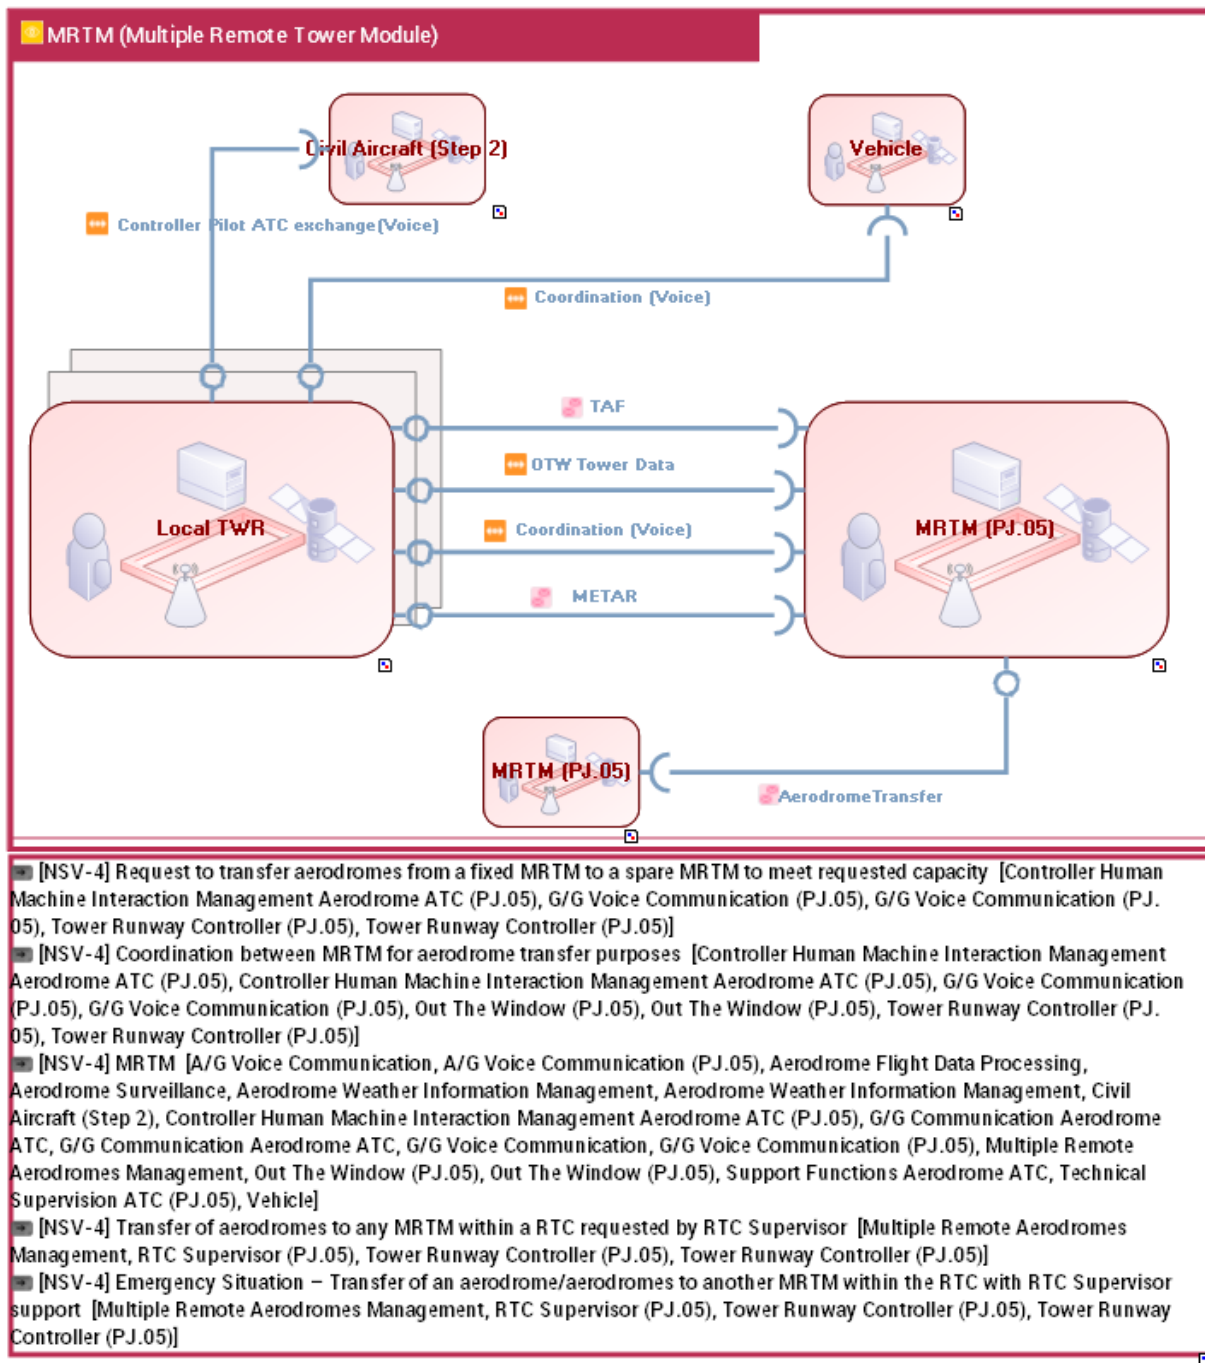 MRTM (Multiple Remote Tower Module)
Civil Aircraft (Step 2)
Vehicle
Controller Pilot ATC exchange(Voice)
Coordination (Voice)
TAF
OTW Tower Data
Local TWR
Coordination (Voice)
MRTM (PJ.05)
METAR
MRTM (PJ.05)
AerodromeTransfer
[NSV-4] Request to transfer aerodromes from a fixed MRTM to a spare MRTM to meet requested capacity [Controller Human
Machine Interaction Management Aerodrome ATC (PJ.05), G/G Voice Communication (PJ.05), G/G Voice Communication (PJ.
05), Tower Runway Controller (PJ.05), Tower Runway Controller (PJ.05)]
[NSV-4] Coordination between MRTM for aerodrome transfer purposes [Controller Human Machine Interaction Management
Aerodrome ATC (PJ.05), Controller Human Machine Interaction Management Aerodrome ATC (PJ.05), G/G Voice Communication
(PJ.05), G/G Voice Communication (PJ.05), Out The Window (PJ.05), Out The Window (PJ.05), Tower Runway Controller (PJ.
05), Tower Runway Controller (PJ.05)]
[NSV-4] MRTM [A/G Voice Communication, A/G Voice Communication (PJ.05), Aerodrome Flight Data Processing,
Aerodrome Surveillance, Aerodrome Weather Information Management, Aerodrome Weather Information Management, Civil
Aircraft (Step 2), Controller Human Machine Interaction Management Aerodrome ATC (PJ.05), G/G Communication Aerodrome
ATC, G/G Communication Aerodrome ATC, G/G Voice Communication, G/G Voice Communication (PJ.05), Multiple Remote
Aerodromes Management, Out The Window (PJ.05), Out The Window (PJ.05), Support Functions Aerodrome ATC, Technical
Supervision ATC (PJ.05), Vehicle]
[NSV-4] Transfer of aerodromes to any MRTM within a RTC requested by RTC Supervisor [Multiple Remote Aerodromes
Management, RTC Supervisor (PJ.05), Tower Runway Controller (PJ.05), Tower Runway Controller (PJ.05)]
[NSV-4] Emergency Situation – Transfer of an aerodrome/aerodromes to another MRTM within the RTC with RTC Supervisor
support [Multiple Remote Aerodromes Management, RTC Supervisor (PJ.05), Tower Runway Controller (PJ.05), Tower Runway
Controller (PJ.05)]